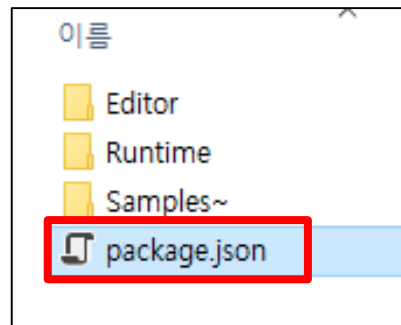 이름
Editor
Runtime
Samples~
package.json